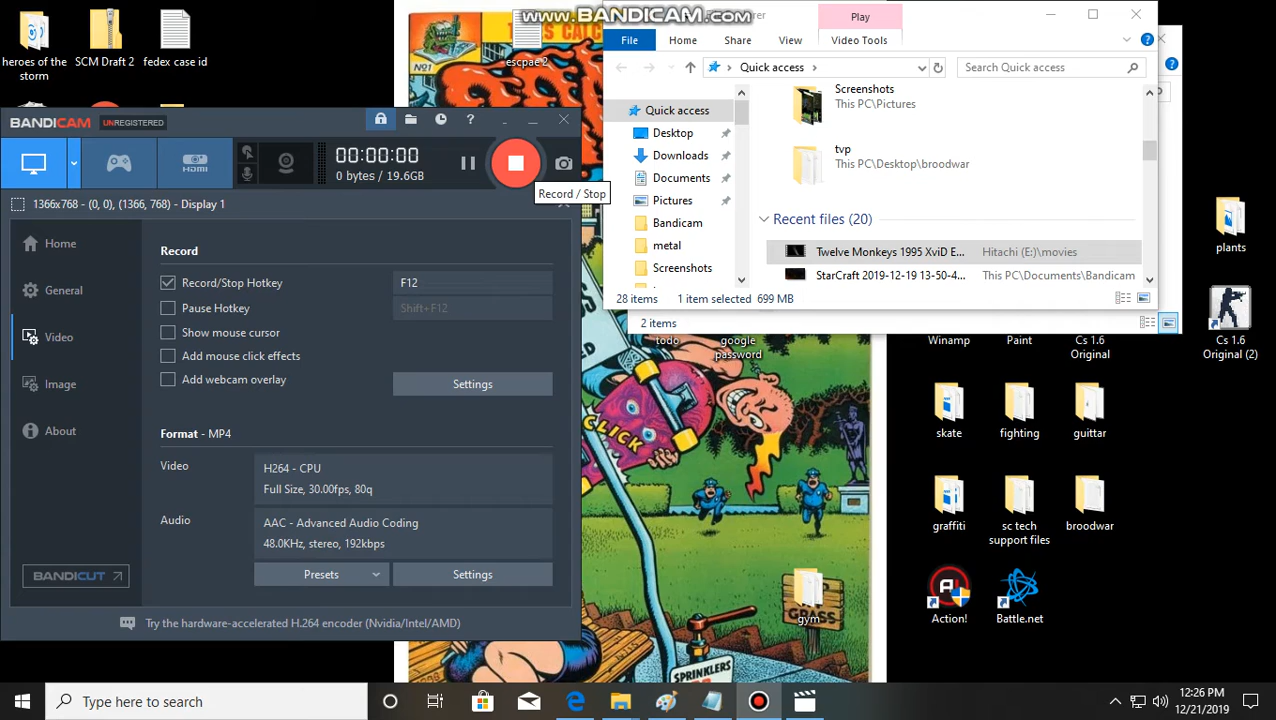 heroes of the
storm
SCM Draft 2
fedex case id
escpae 2
www.BANDICAM.com
Play
File
Home
Share
View
Video Tools
Quick access
Search Quick access
Quick access
Desktop
Downloads
Documents
Pictures
Bandicam
metal
Screenshots
Screenshots
This PC\Pictures
tvp
This PC\Desktop\broodwar
Recent files (20)
Twelve Monkeys 1995 XviD E...
Hitachi (E:)\movies
StarCraft 2019-12-19 13-50-4...
This PC\Documents\Bandicam
28 items
1 item selected 699 MB
2 items
BANDICAM UNREGISTERED
HDMI
00:00:00
0 bytes / 19.6GB
Record / Stop
1366x768 - (0, 0), (1366, 768) - Display 1
Home
General
Video
Image
About
BANDICUT
Record
Record/Stop Hotkey
F12
Pause Hotkey
Shift+F12
Show mouse cursor
Add mouse click effects
Add webcam overlay
Settings
Format - MP4
Video
H264 - CPU
Full Size, 30.00fps, 80q
Audio
AAC - Advanced Audio Coding
48.0KHz, stereo, 192kbps
Presets
Settings
Try the hardware-accelerated H.264 encoder (Nvidia/Intel/AMD)
todo
google
password
Nº1
CLICK
GRASS
gym
SPRINKLERS
plants
Winamp
Paint
Cs 1.6
Original
Cs 1.6
Original (2)
skate
fighting
guittar
graffiti
sc tech
support files
broodwar
Action!
Battle.net
Type here to search
12:26 PM
12/21/2019